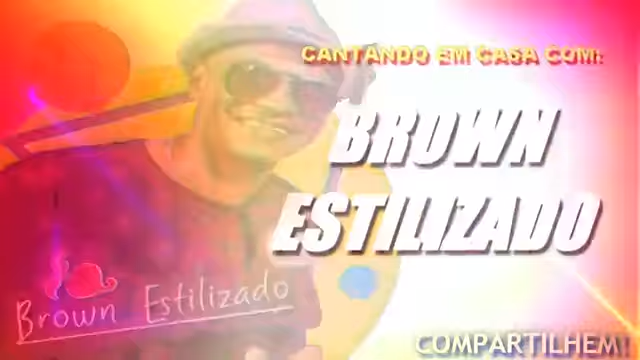 CANTANDO EM CASA COM:
BROWN
ESTILIZADO
Brown Estilizado
COMPARTILHEM!